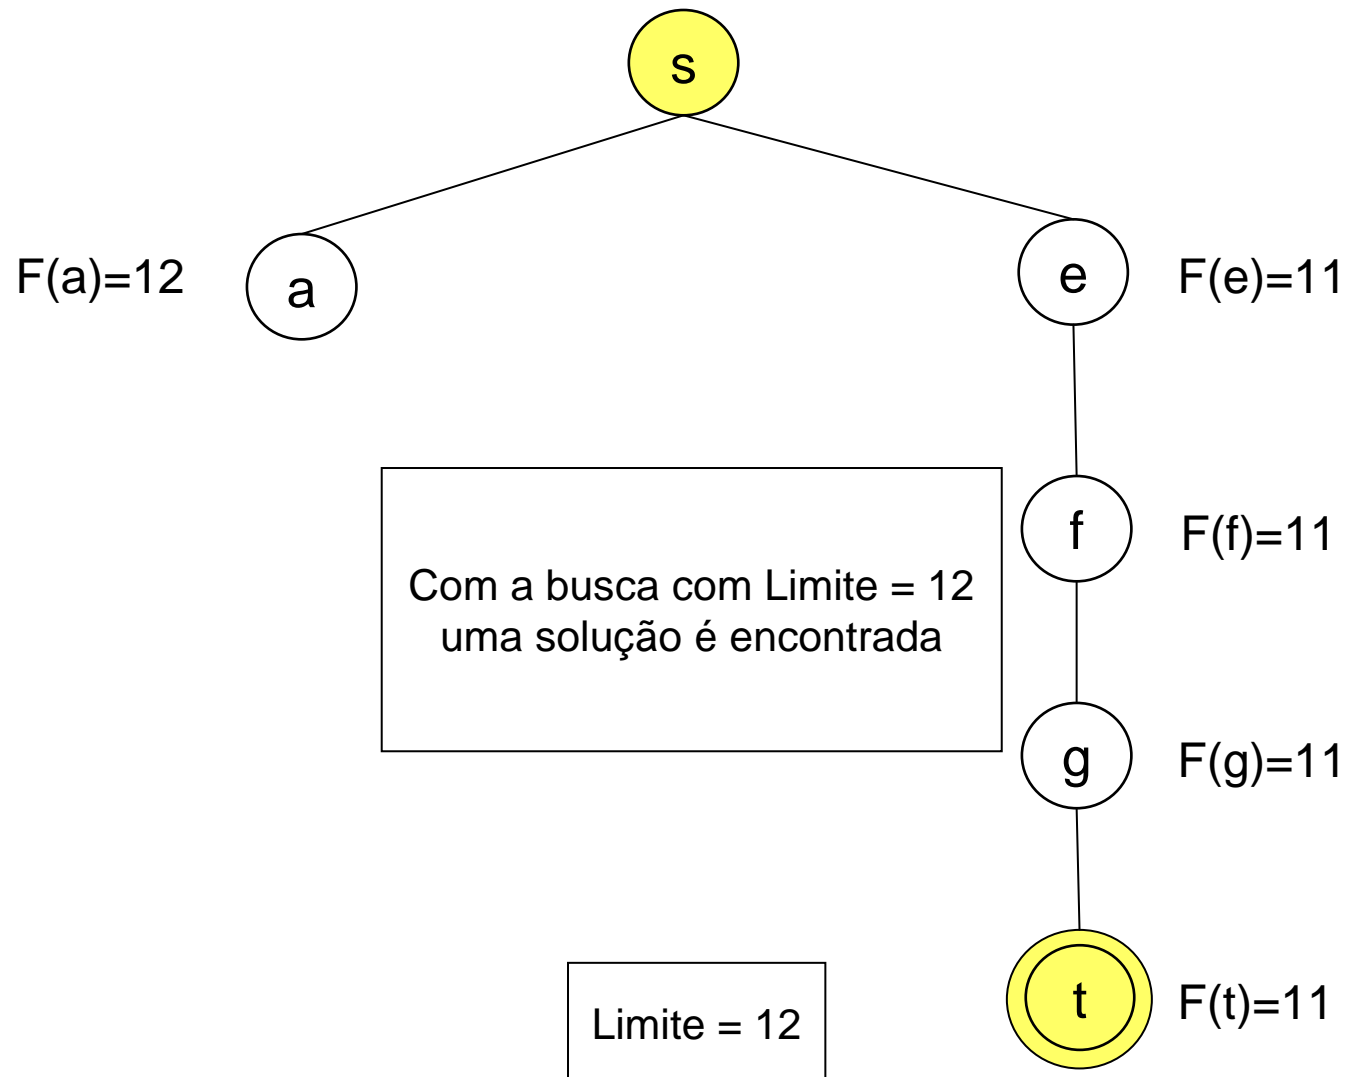 s
F(a)=12
a
e
F(e)=11
f
F(f)=11
Com a busca com Limite = 12
uma solução é encontrada
g
F(g)=11
t
F(t)=11
Limite = 12